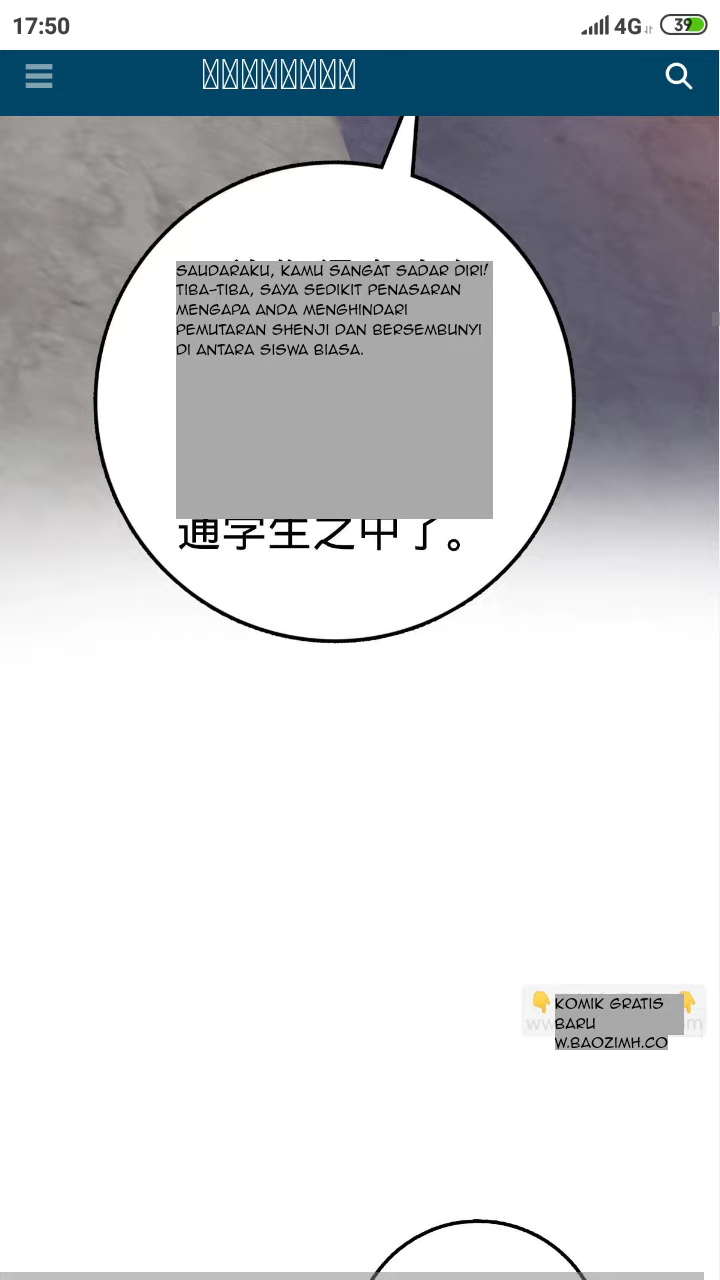 17:50
4G
39
SAUDARAKU, KAMU SANGAT SADAR DIRI!
TIBA-TIBA, SAYA SEDIKIT PENASARAN
MENGAPA ANDA MENGHINDARI
PEMUTARAN SHENJI DAN BERSEMBUNYI
DI ANTARA SISWA BIASA.
通学生之中了。
KOMIK GRATIS
BARU
W.BAOZIMH.CO